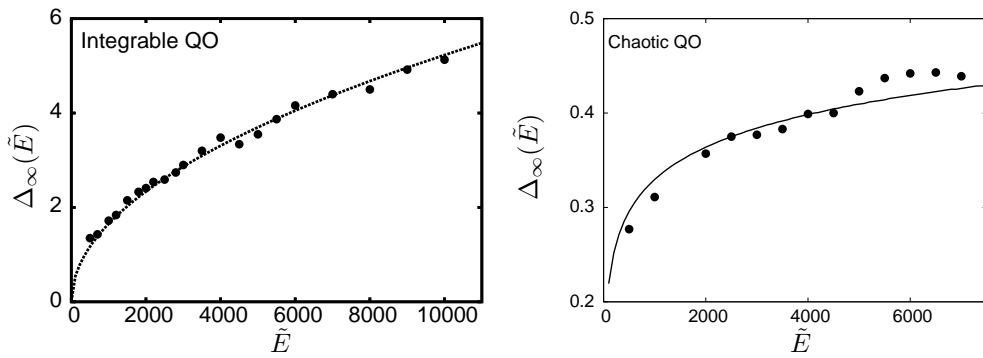 6
4
2
0
Integrable QO
Δ∞(Ẽ)
0 2000 4000 6000 8000 10000
Ẽ
0.5
0.4
0.3
0.2
Chaotic QO
Δ∞(Ẽ)
0 2000 4000 6000
Ẽ